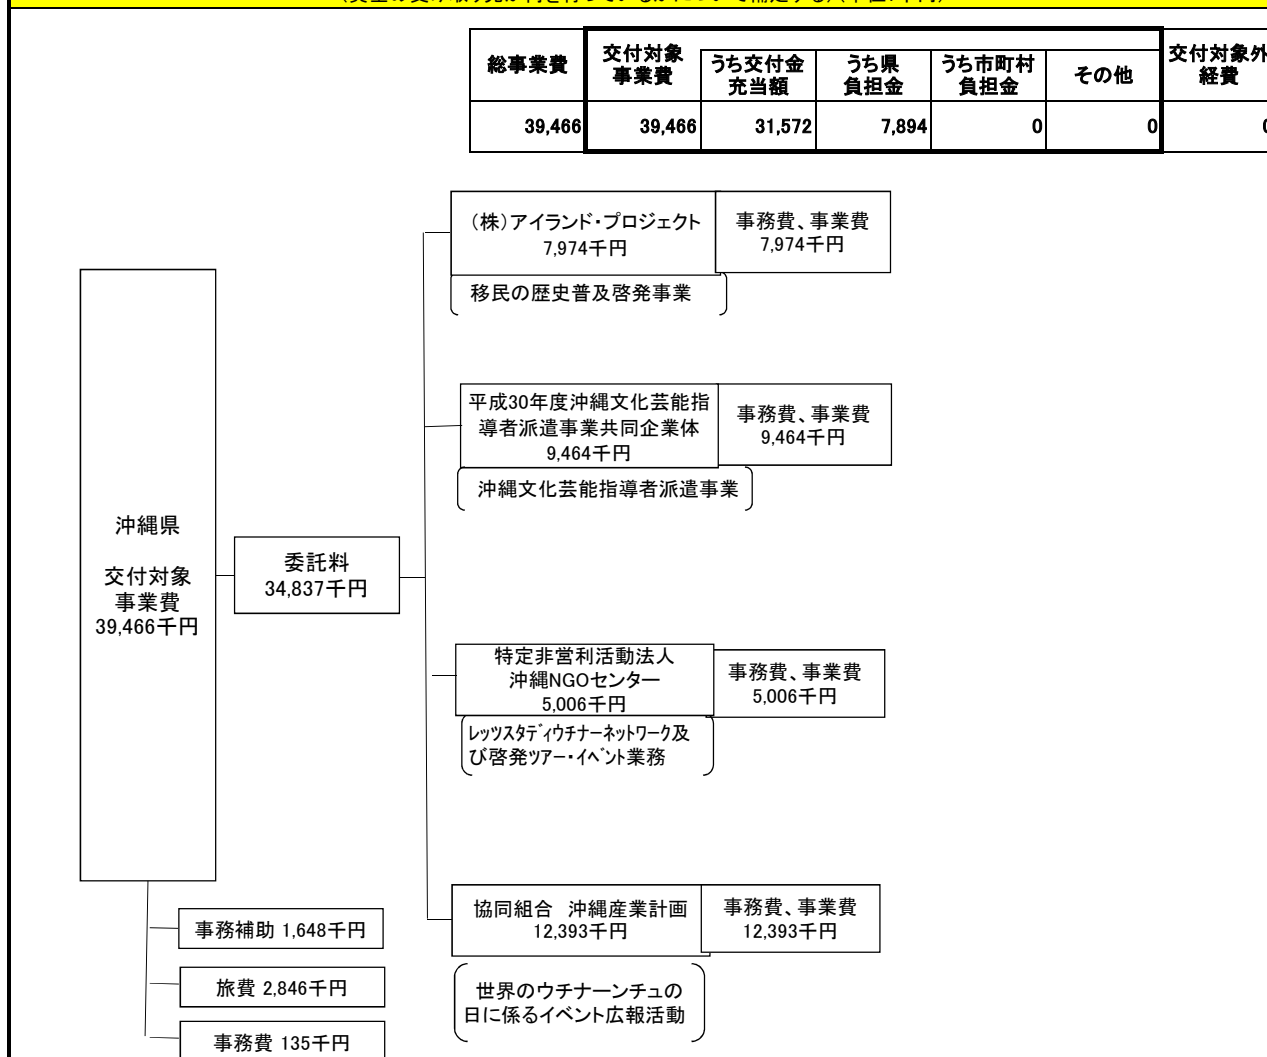 総事業費
交付対象
事業費
うち交付金
充当額
うち県
負担金
うち市町村
負担金
その他
交付対象外
経費
39,466 39,466 31,572 7,894 0 0 0
(株)アイランド・プロジェクト
7,974千円
事務費、事業費
7,974千円
移民の歴史普及啓発事業
平成30年度沖縄文化芸能指
導者派遣事業共同企業体
9,464千円
事務費、事業費
9,464千円
沖縄文化芸能指導者派遣事業
沖縄県
交付対象
事業費
39,466千円
委託料
34,837千円
特定非営利活動法人
沖縄NGOセンター
5,006千円
事務費、事業費
5,006千円
レッツスタディウチナーネットワーク及
び啓発ツアー・イベント業務
協同組合 沖縄産業計画
12,393千円
事務費、事業費
12,393千円
世界のウチナーンチュの
日に係るイベント広報活動
事務補助 1,648千円
旅費 2,846千円
事務費 135千円